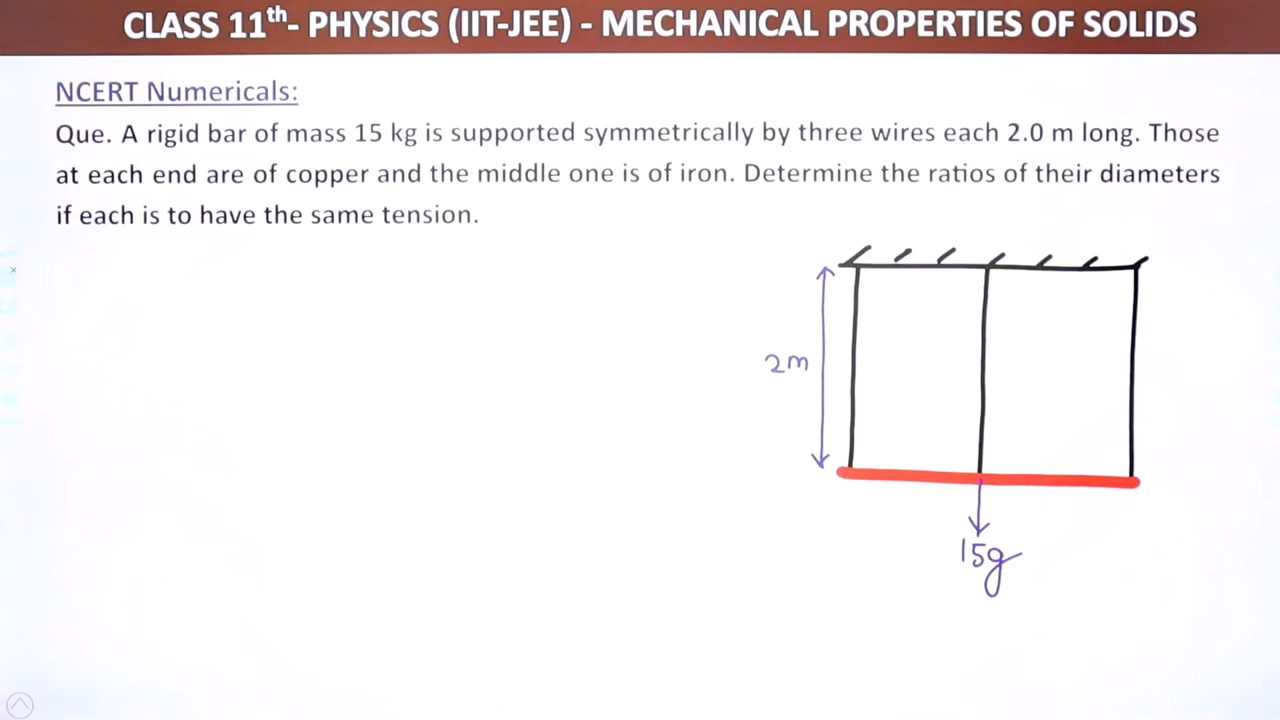 CLASS 11th- PHYSICS (IIT-JEE) - MECHANICAL PROPERTIES OF SOLIDS
NCERT Numericals:
Que. A rigid bar of mass 15 kg is supported symmetrically by three wires each 2.0 m long. Those
at each end are of copper and the middle one is of iron. Determine the ratios of their diameters
if each is to have the same tension.
2m
15g